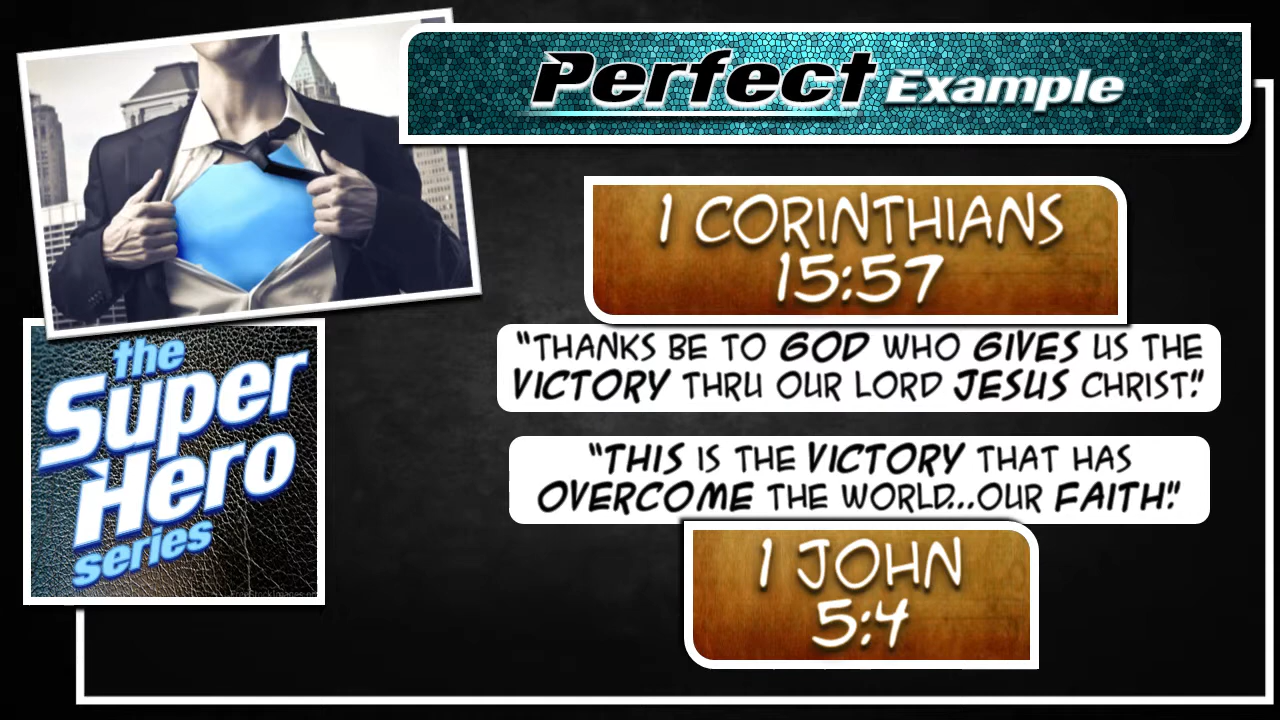 Perfect Example
1 CORINTHIANS
15:57
"THANKS BE TO GOD WHO GIVES US THE
VICTORY THRU OUR LORD JESUS CHRIST."
"THIS IS THE VICTORY THAT HAS
OVERCOME THE WORLD...OUR FAITH."
1 JOHN
5:4
the
Super
Hero
series